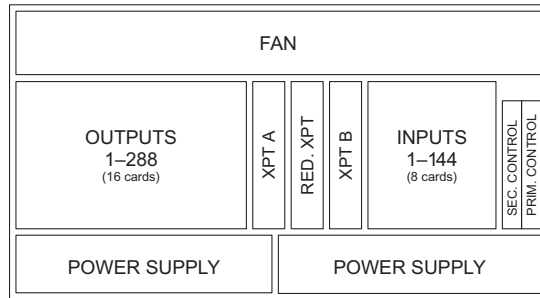 FAN
OUTPUTS
1–288
(16 cards)
XPT A
RED. XPT
XPT B
INPUTS
1–144
(8 cards)
SEC. CONTROL
PRIM. CONTROL
POWER SUPPLY
POWER SUPPLY